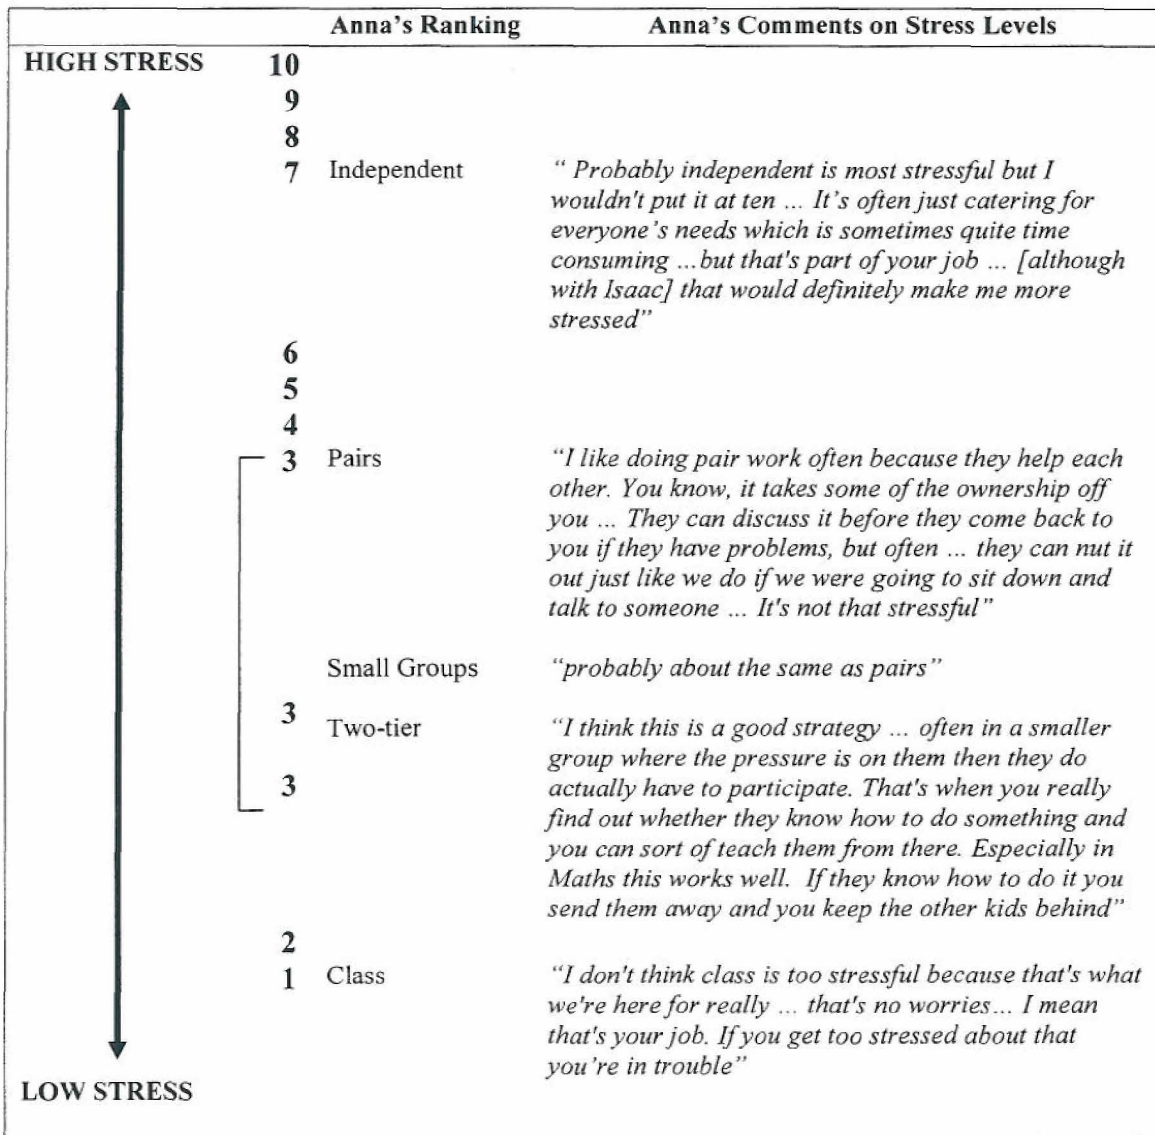 Anna's Ranking Anna's Comments on Stress Levels
HIGH STRESS 10
9
8
7 Independent " Probably independent is most stressful but I
wouldn't put it at ten ... It's often just catering for
everyone's needs which is sometimes quite time
consuming ...but that's part of your job ... [although
with Isaac] that would definitely make me more
stressed"
6
5
4
3 Pairs "I like doing pair work often because they help each
other. You know, it takes some of the ownership off
you ... They can discuss it before they come back to
you if they have problems, but often ... they can nut it
out just like we do if we were going to sit down and
talk to someone ... It's not that stressful"
Small Groups "probably about the same as pairs"
3 Two-tier "I think this is a good strategy ... often in a smaller
group where the pressure is on them then they do
3 actually have to participate. That's when you really
find out whether they know how to do something and
you can sort of teach them from there. Especially in
Maths this works well. If they know how to do it you
send them away and you keep the other kids behind"
2
1 Class "I don't think class is too stressful because that's what
we're here for really ... that's no worries... I mean
that's your job. If you get too stressed about that
you're in trouble"
LOW STRESS